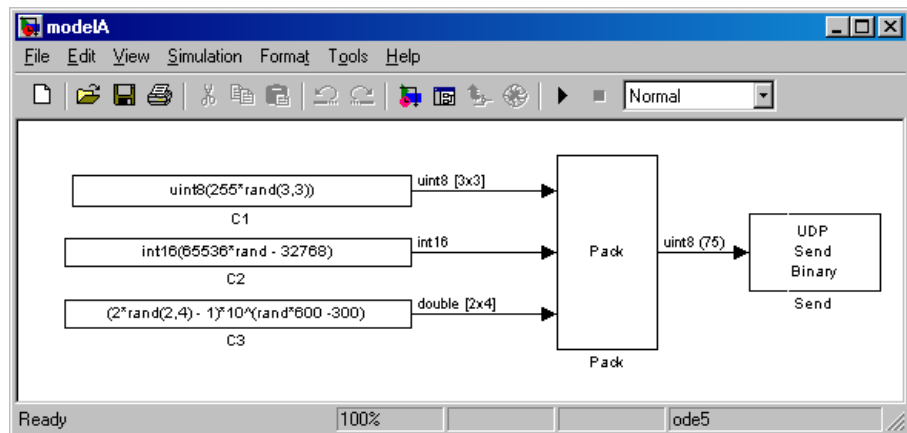 modelA
File Edit View Simulation Format Tools Help
Normal
uint8(255*rand(3,3))
uint8 [3x3]
C1
int16(65536*rand - 32768)
int16
C2
(2*rand(2,4) - 1)*10^(rand*600 -300)
double [2x4]
C3
Pack
Pack
uint8 (75)
UDP
Send
Binary
Send
Ready 100% ode5